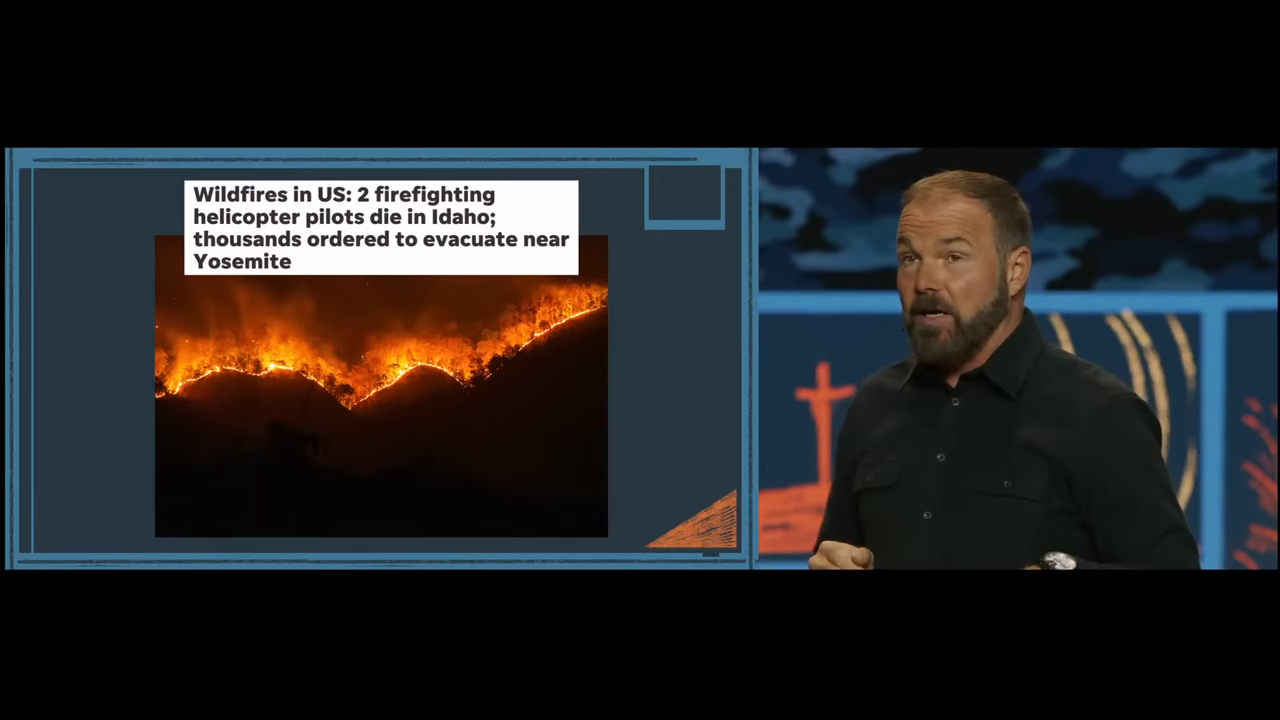 Wildfires in US: 2 firefighting
helicopter pilots die in Idaho;
thousands ordered to evacuate near
Yosemite